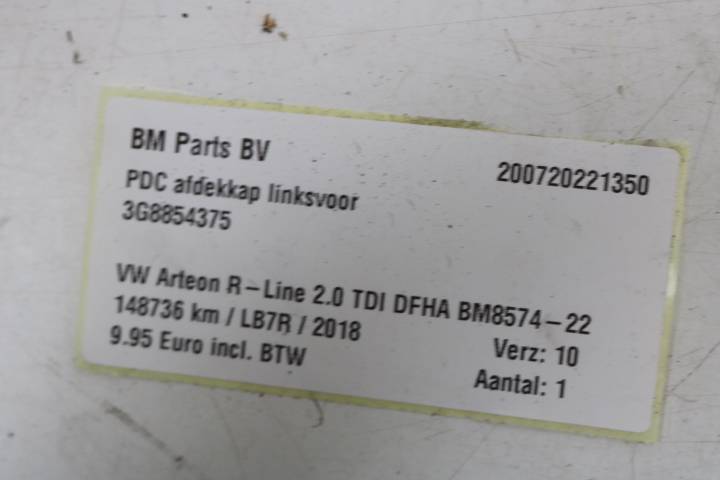 BM Parts BV
200720221350
PDC afdekkap linksvoor
3G8854375
VW Arteon R-Line 2.0 TDI DFHA BM8574-22
148736 km / LB7R / 2018
Verz: 10
9.95 Euro incl. BTW
Aantal: 1